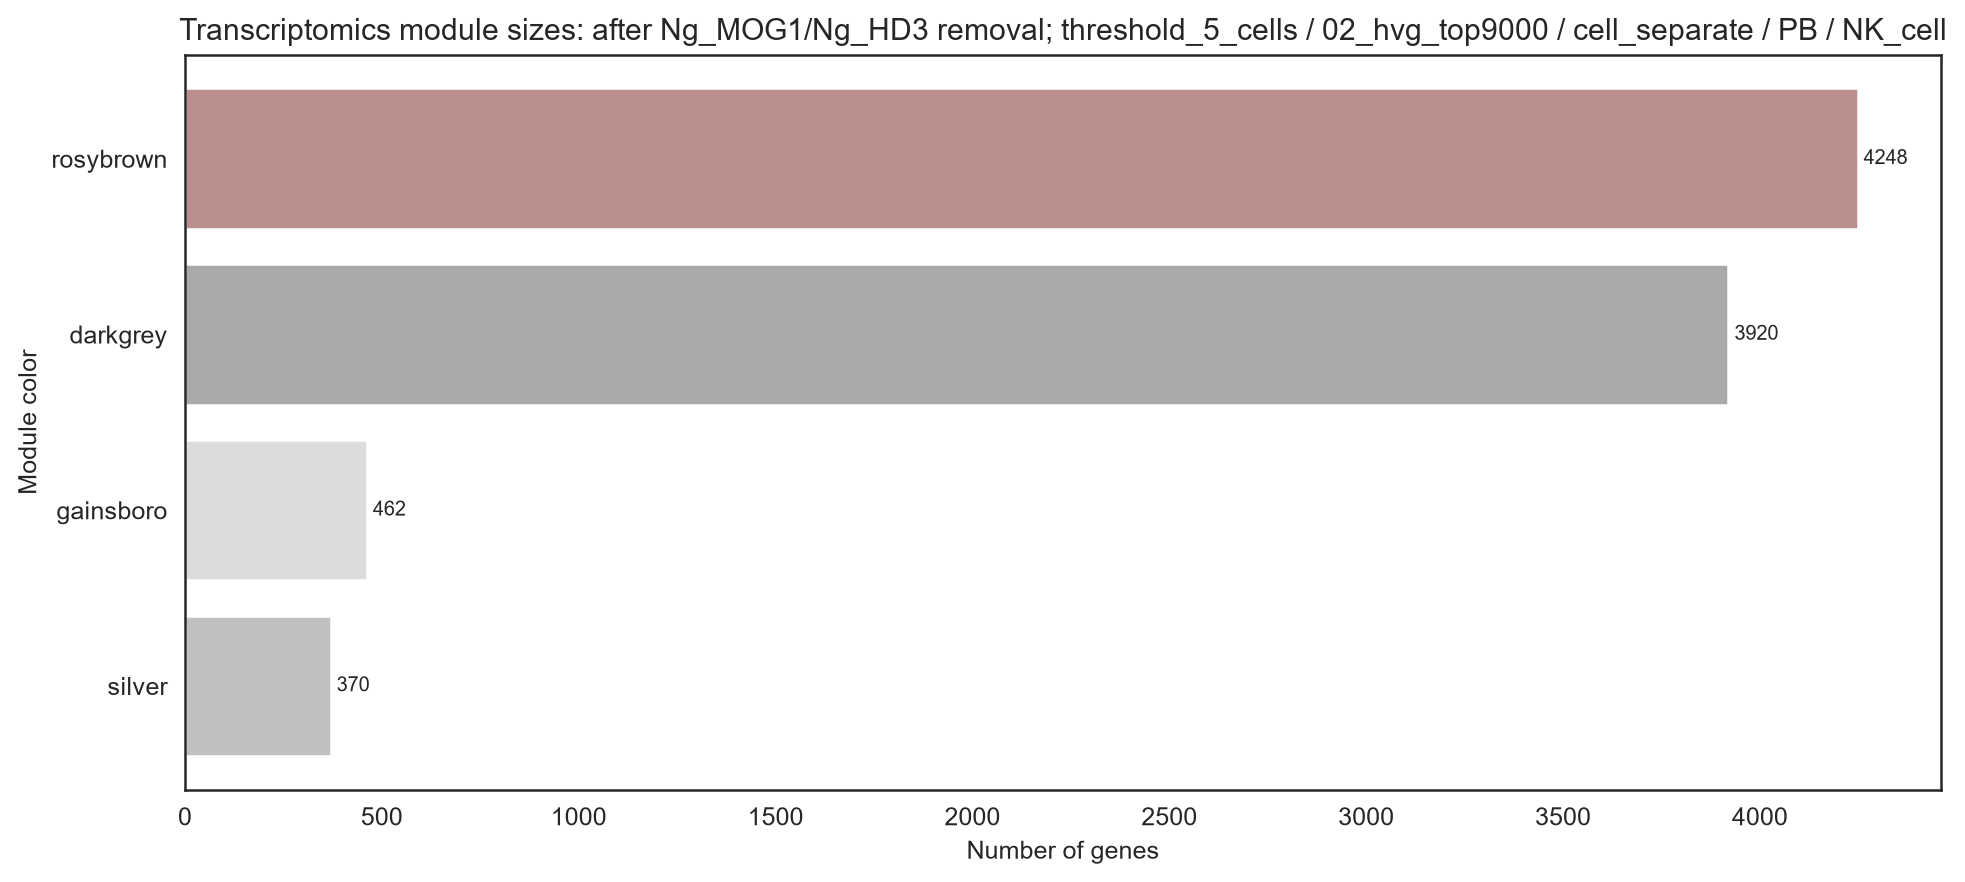 Transcriptomics module sizes: after Ng_MOG1/Ng_HD3 removal; threshold_5_cells / 02_hvg_top9000 / cell_separate / PB / NK_cell
Module color
rosybrown
4248
darkgrey
3920
gainsboro
462
silver
370
0 500 1000 1500 2000 2500 3000 3500 4000
Number of genes